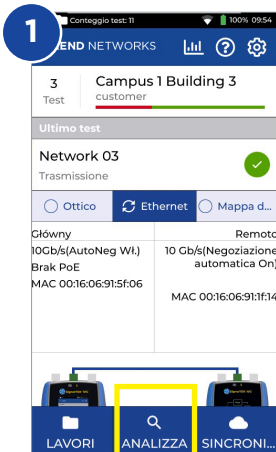 1
Conteggio test: 11
100% 09:54
END NETWORKS
3
Test
Campus 1 Building 3
customer
Ultimo test
Network 03
Trasmissione
Ottico
Ethernet
Mappa d...
Główny
Remoto
10Gb/s(AutoNeg Wł.)
Brak PoE
MAC 00:16:06:91:5f:06
10 Gb/s(Negoziazione
automatica On)
MAC 00:16:06:91:1f:14
LAVORI
ANALIZZA
SINCRONI...